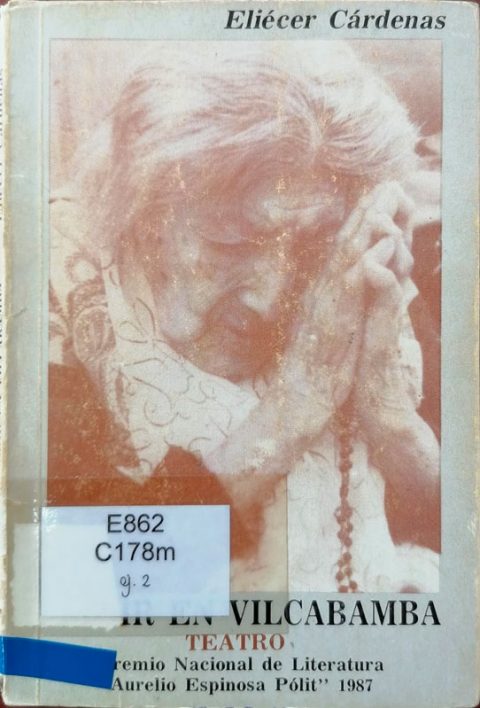 Eliécer Cárdenas
E862
C178m
ej. 2
IR EN VILCABAMBA
TEATRO
remio Nacional de Literatura
Aurelio Espinosa Pólit" 1987